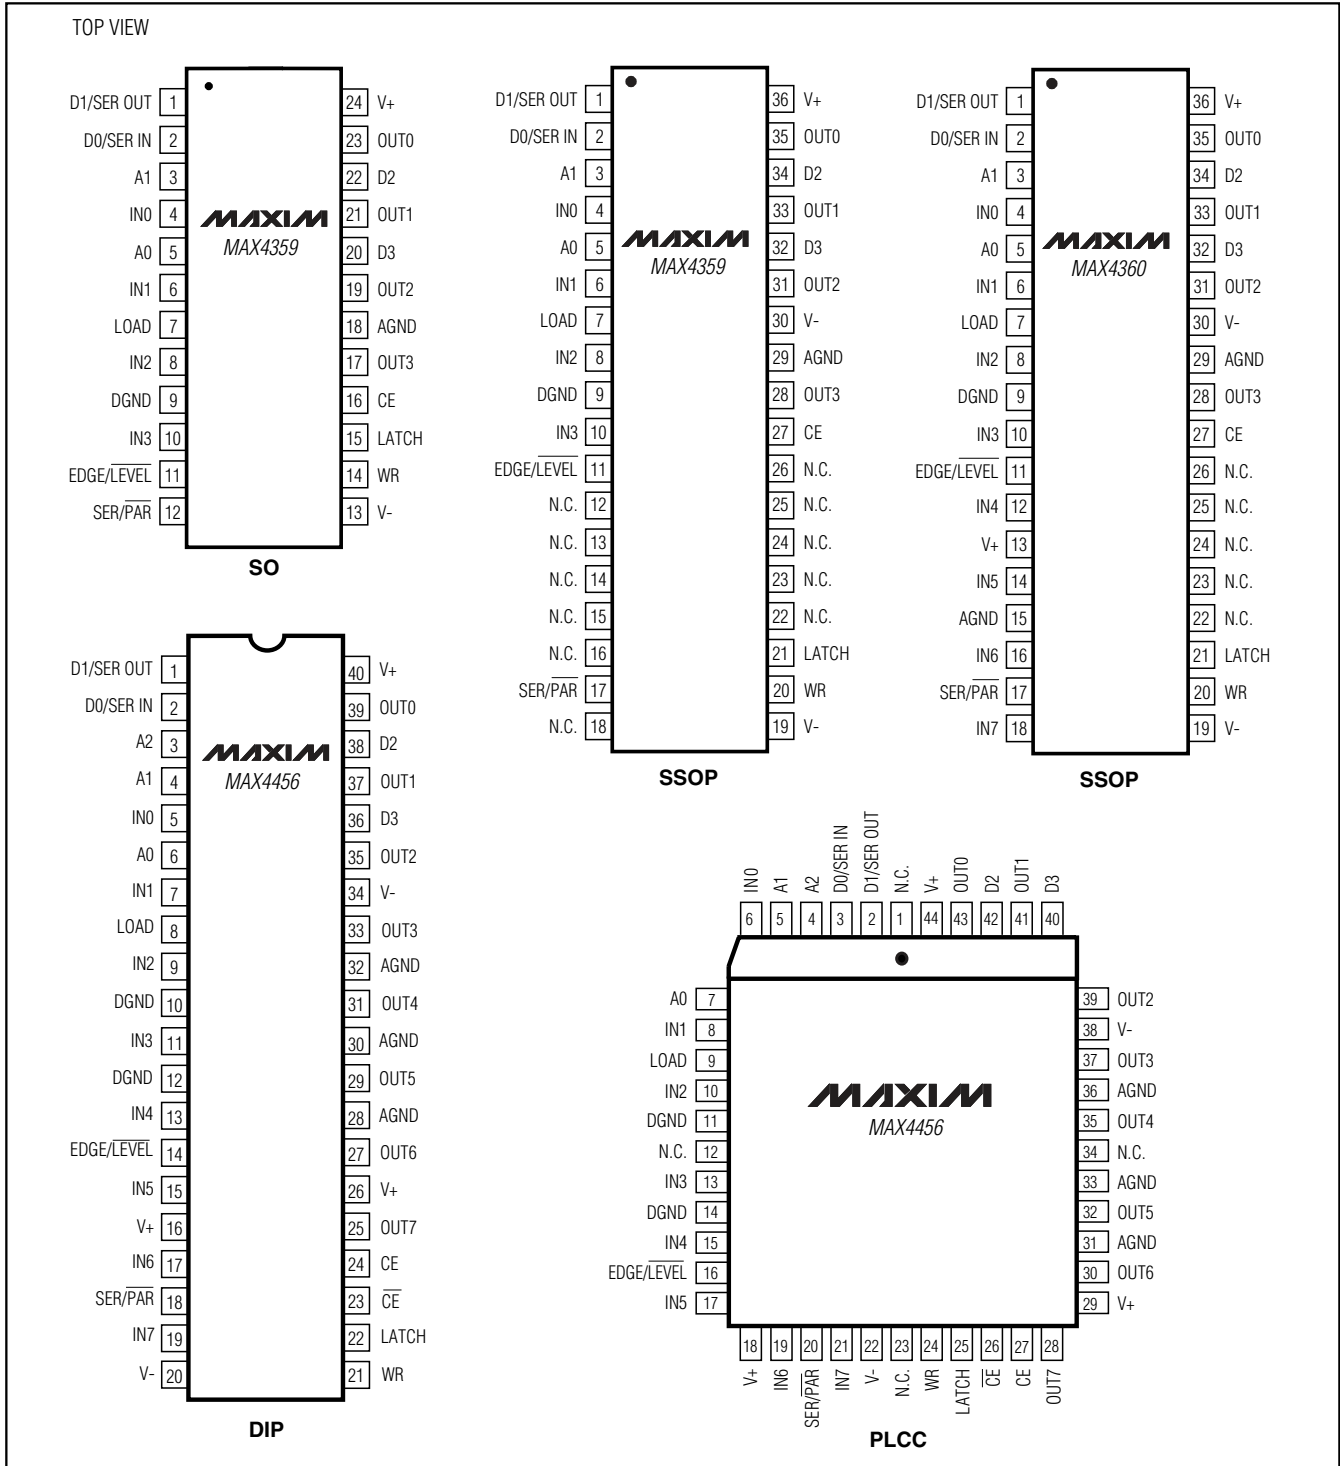 TOP VIEW
D1/SER OUT 1
D0/SER IN 2
A1 3
IN0 4
A0 5
IN1 6
LOAD 7
IN2 8
DGND 9
IN3 10
EDGE/L̅E̅V̅E̅L̅ 11
SER/P̅A̅R̅ 12
MAXIM
MAX4359
24 V+
23 OUT0
22 D2
21 OUT1
20 D3
19 OUT2
18 AGND
17 OUT3
16 CE
15 LATCH
14 WR
13 V-
SO
D1/SER OUT 1
D0/SER IN 2
A1 3
IN0 4
A0 5
IN1 6
LOAD 7
IN2 8
DGND 9
IN3 10
EDGE/L̅E̅V̅E̅L̅ 11
N.C. 12
N.C. 13
N.C. 14
N.C. 15
N.C. 16
SER/P̅A̅R̅ 17
N.C. 18
MAXIM
MAX4359
36 V+
35 OUT0
34 D2
33 OUT1
32 D3
31 OUT2
30 V-
29 AGND
28 OUT3
27 CE
26 N.C.
25 N.C.
24 N.C.
23 N.C.
22 N.C.
21 LATCH
20 WR
19 V-
SSOP
D1/SER OUT 1
D0/SER IN 2
A1 3
IN0 4
A0 5
IN1 6
LOAD 7
IN2 8
DGND 9
IN3 10
EDGE/L̅E̅V̅E̅L̅ 11
IN4 12
V+ 13
IN5 14
AGND 15
IN6 16
SER/P̅A̅R̅ 17
IN7 18
MAXIM
MAX4360
36 V+
35 OUT0
34 D2
33 OUT1
32 D3
31 OUT2
30 V-
29 AGND
28 OUT3
27 CE
26 N.C.
25 N.C.
24 N.C.
23 N.C.
22 N.C.
21 LATCH
20 WR
19 V-
SSOP
D1/SER OUT 1
D0/SER IN 2
A2 3
A1 4
IN0 5
A0 6
IN1 7
LOAD 8
IN2 9
DGND 10
IN3 11
DGND 12
IN4 13
EDGE/L̅E̅V̅E̅L̅ 14
IN5 15
V+ 16
IN6 17
SER/P̅A̅R̅ 18
IN7 19
V- 20
MAXIM
MAX4456
40 V+
39 OUT0
38 D2
37 OUT1
36 D3
35 OUT2
34 V-
33 OUT3
32 AGND
31 OUT4
30 AGND
29 OUT5
28 AGND
27 OUT6
26 V+
25 OUT7
24 CE
23 C̅E̅
22 LATCH
21 WR
DIP
IN0 A1 A2 D0/SER IN D1/SER OUT N.C. V+ OUT0 D2 OUT1 D3
6 5 4 3 2 1 44 43 42 41 40
A0 7
IN1 8
LOAD 9
IN2 10
DGND 11
N.C. 12
IN3 13
DGND 14
IN4 15
EDGE/L̅E̅V̅E̅L̅ 16
IN5 17
MAXIM
MAX4456
39 OUT2
38 V-
37 OUT3
36 AGND
35 OUT4
34 N.C.
33 AGND
32 OUT5
31 AGND
30 OUT6
29 V+
18 19 20 21 22 23 24 25 26 27 28
V+ IN6 SER/P̅A̅R̅ IN7 V- N.C. WR LATCH C̅E̅ CE OUT7
PLCC